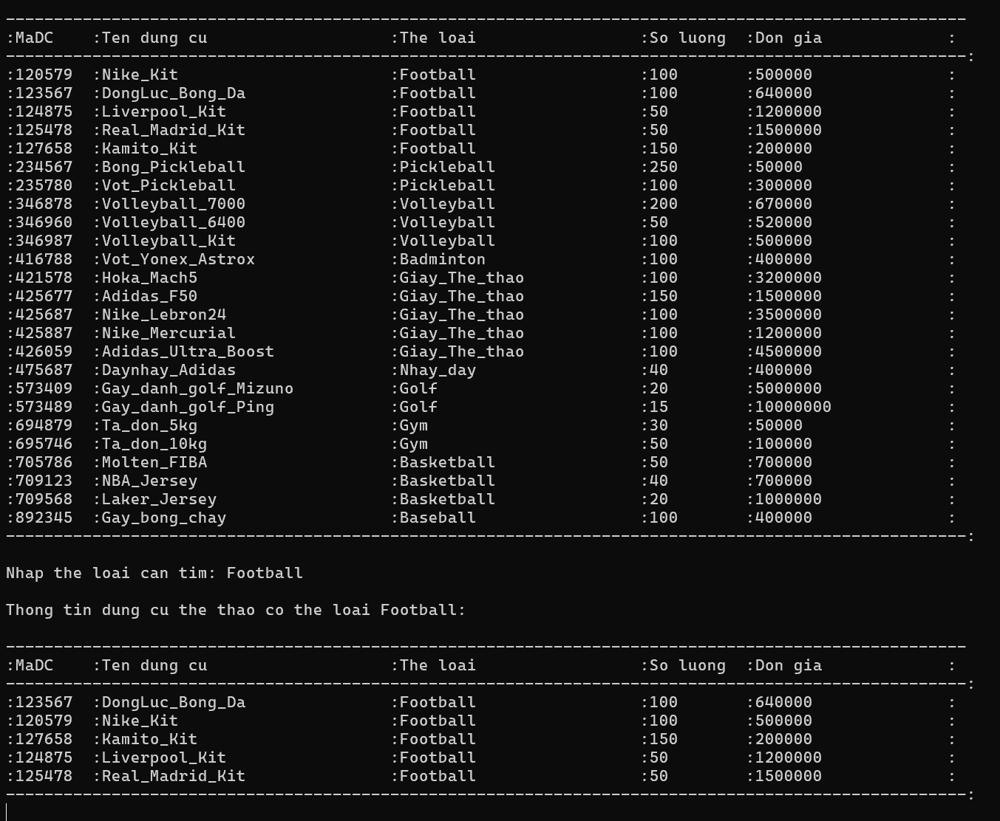 ----------------------------------------------------------------------------------------------------
:MaDC    :Ten dung cu                   :The loai                 :So luong  :Don gia             :
----------------------------------------------------------------------------------------------------:
:120579  :Nike_Kit                      :Football                 :100       :500000              :
:123567  :DongLuc_Bong_Da               :Football                 :100       :640000              :
:124875  :Liverpool_Kit                 :Football                 :50        :1200000             :
:125478  :Real_Madrid_Kit               :Football                 :50        :1500000             :
:127658  :Kamito_Kit                    :Football                 :150       :200000              :
:234567  :Bong_Pickleball               :Pickleball               :250       :50000               :
:235780  :Vot_Pickleball                :Pickleball               :100       :300000              :
:346878  :Volleyball_7000               :Volleyball               :200       :670000              :
:346960  :Volleyball_6400               :Volleyball               :50        :520000              :
:346987  :Volleyball_Kit                :Volleyball               :100       :500000              :
:416788  :Vot_Yonex_Astrox              :Badminton                :100       :400000              :
:421578  :Hoka_Mach5                    :Giay_The_thao            :100       :3200000             :
:425677  :Adidas_F50                    :Giay_The_thao            :150       :1500000             :
:425687  :Nike_Lebron24                 :Giay_The_thao            :100       :3500000             :
:425887  :Nike_Mercurial                :Giay_The_thao            :100       :1200000             :
:426059  :Adidas_Ultra_Boost            :Giay_The_thao            :100       :4500000             :
:475687  :Daynhay_Adidas                :Nhay_day                 :40        :400000              :
:573409  :Gay_danh_golf_Mizuno          :Golf                     :20        :5000000             :
:573489  :Gay_danh_golf_Ping            :Golf                     :15        :10000000            :
:694879  :Ta_don_5kg                    :Gym                      :30        :50000               :
:695746  :Ta_don_10kg                   :Gym                      :50        :100000              :
:705786  :Molten_FIBA                   :Basketball               :50        :700000              :
:709123  :NBA_Jersey                    :Basketball               :40        :700000              :
:709568  :Laker_Jersey                  :Basketball               :20        :1000000             :
:892345  :Gay_bong_chay                 :Baseball                 :100       :400000              :
----------------------------------------------------------------------------------------------------:
Nhap the loai can tim: Football
Thong tin dung cu the thao co the loai Football:
----------------------------------------------------------------------------------------------------
:MaDC    :Ten dung cu                   :The loai                 :So luong  :Don gia             :
----------------------------------------------------------------------------------------------------:
:123567  :DongLuc_Bong_Da               :Football                 :100       :640000              :
:120579  :Nike_Kit                      :Football                 :100       :500000              :
:127658  :Kamito_Kit                    :Football                 :150       :200000              :
:124875  :Liverpool_Kit                 :Football                 :50        :1200000             :
:125478  :Real_Madrid_Kit               :Football                 :50        :1500000             :
----------------------------------------------------------------------------------------------------: